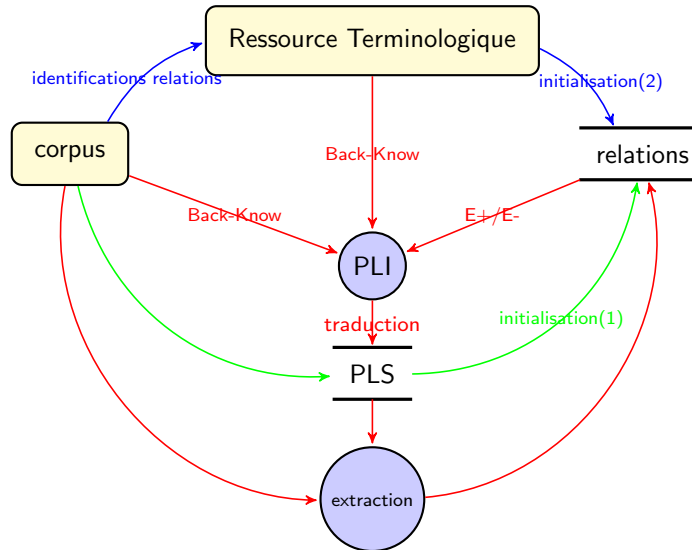 Ressource Terminologique
identifications relations
initialisation(2)
corpus
Back-Know
relations
Back-Know
E+/E-
PLI
traduction
initialisation(1)
PLS
extraction